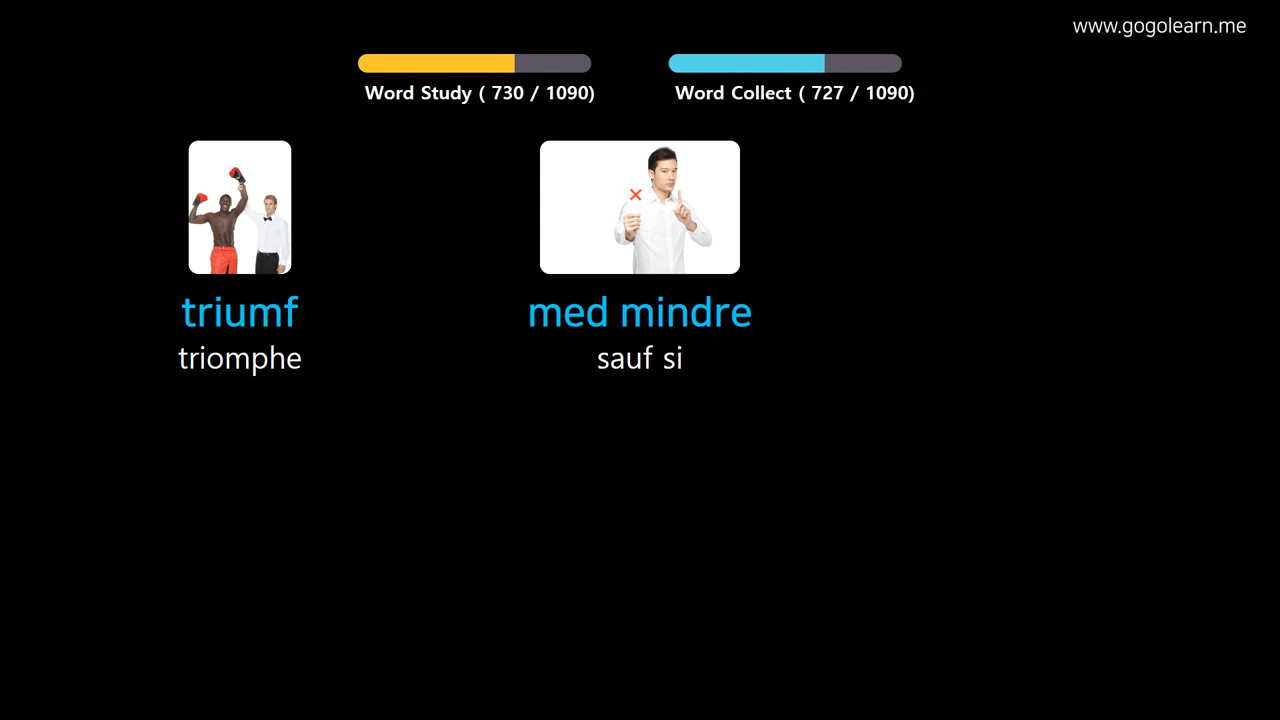 www.gogolearn.me
Word Study ( 730 / 1090)
Word Collect ( 727 / 1090)
triumf
triomphe
med mindre
sauf si